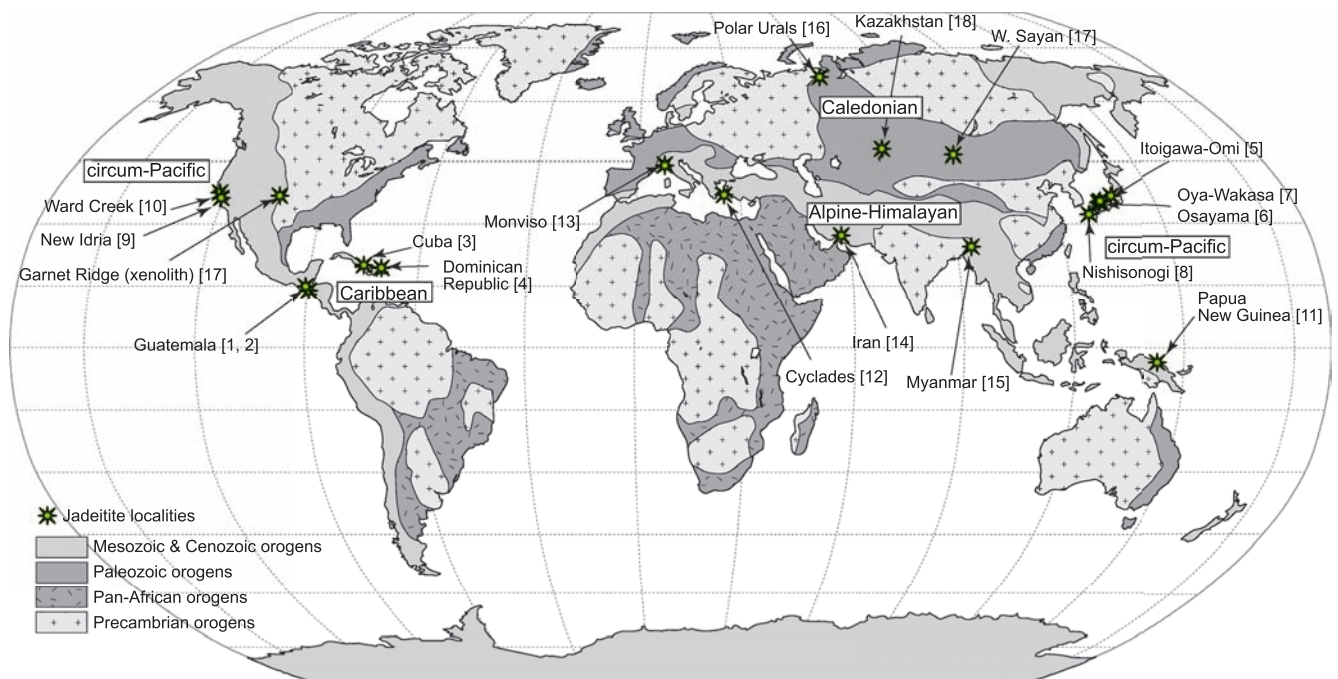 Polar Urals [16]
Kazakhstan [18]
W. Sayan [17]
Caledonian
Itoigawa-Omi [5]
circum-Pacific
Ward Creek [10]
Oya-Wakasa [7]
Osayama [6]
New Idria [9]
Monviso [13]
Alpine-Himalayan
circum-Pacific
Cuba [3]
Garnet Ridge (xenolith) [17]
Dominican
Republic [4]
Nishisonogi [8]
Caribbean
Papua
New Guinea [11]
Guatemala [1, 2]
Iran [14]
Cyclades [12]
Myanmar [15]
Jadeitite localities
Mesozoic & Cenozoic orogens
Paleozoic orogens
Pan-African orogens
Precambrian orogens